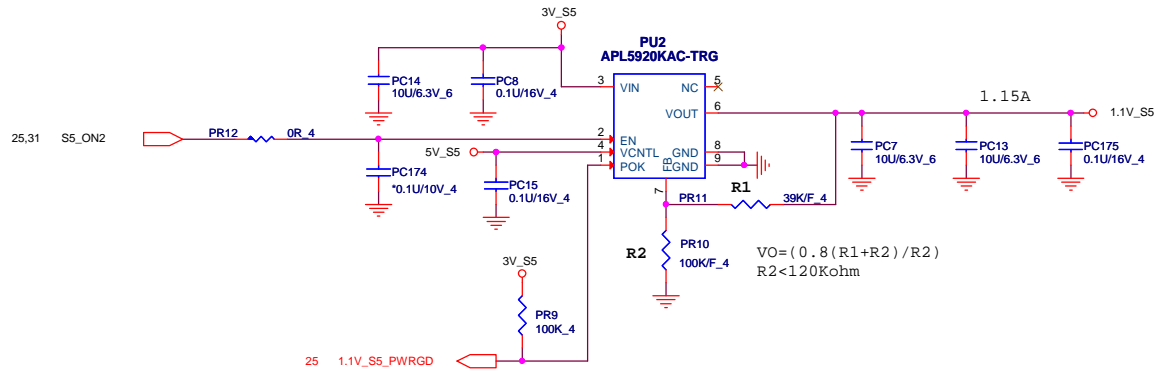 3V_S5
PU2
APL5920KAC-TRG
PC14
10U/6.3V_6
PC8
0.1U/16V_4
3
VIN
NC
5
VOUT
6
1.15A
1.1V_S5
25,31 S5_ON2
PR12
0R_4
2
EN
5V_S5
4
VCNTL
1
POK
GND
8
GND
9
FB
7
PC7
10U/6.3V_6
PC13
10U/6.3V_6
PC175
0.1U/16V_4
PC174
*0.1U/10V_4
PC15
0.1U/16V_4
R1
PR11
39K/F_4
R2
PR10
100K/F_4
VO=(0.8(R1+R2)/R2)
R2<120Kohm
3V_S5
PR9
100K_4
25 1.1V_S5_PWRGD